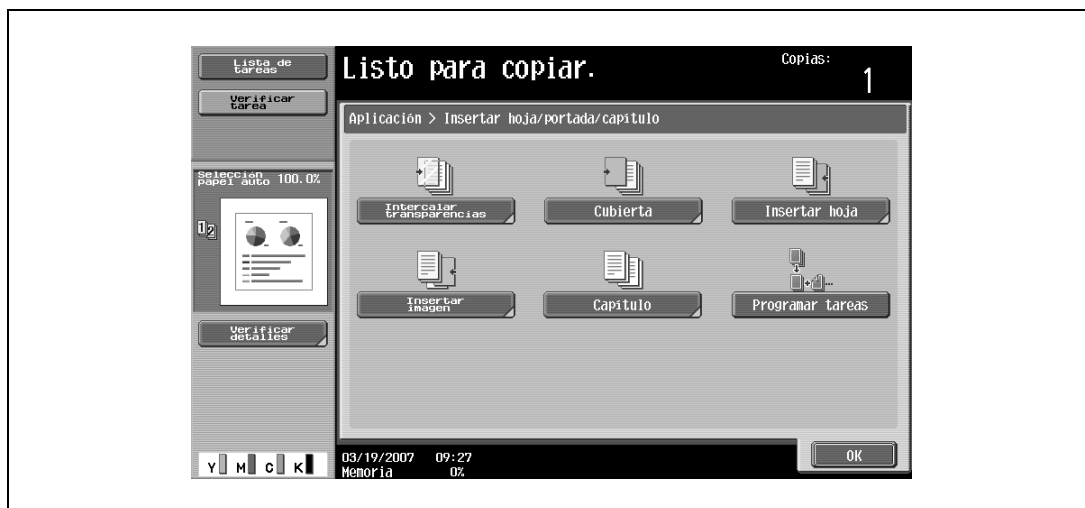 Lista de
tareas
Verificar
tarea
Listo para copiar.
Copias:
1
Aplicación > Insertar hoja/portada/capítulo
Selección
papel auto 100.0%
1 2
Intercalar
transparencias
Cubierta
Insertar hoja
Insertar
imagen
Capítulo
Programar tareas
Verificar
detalles
Y M C K
03/19/2007 09:27
Memoria 0%
OK